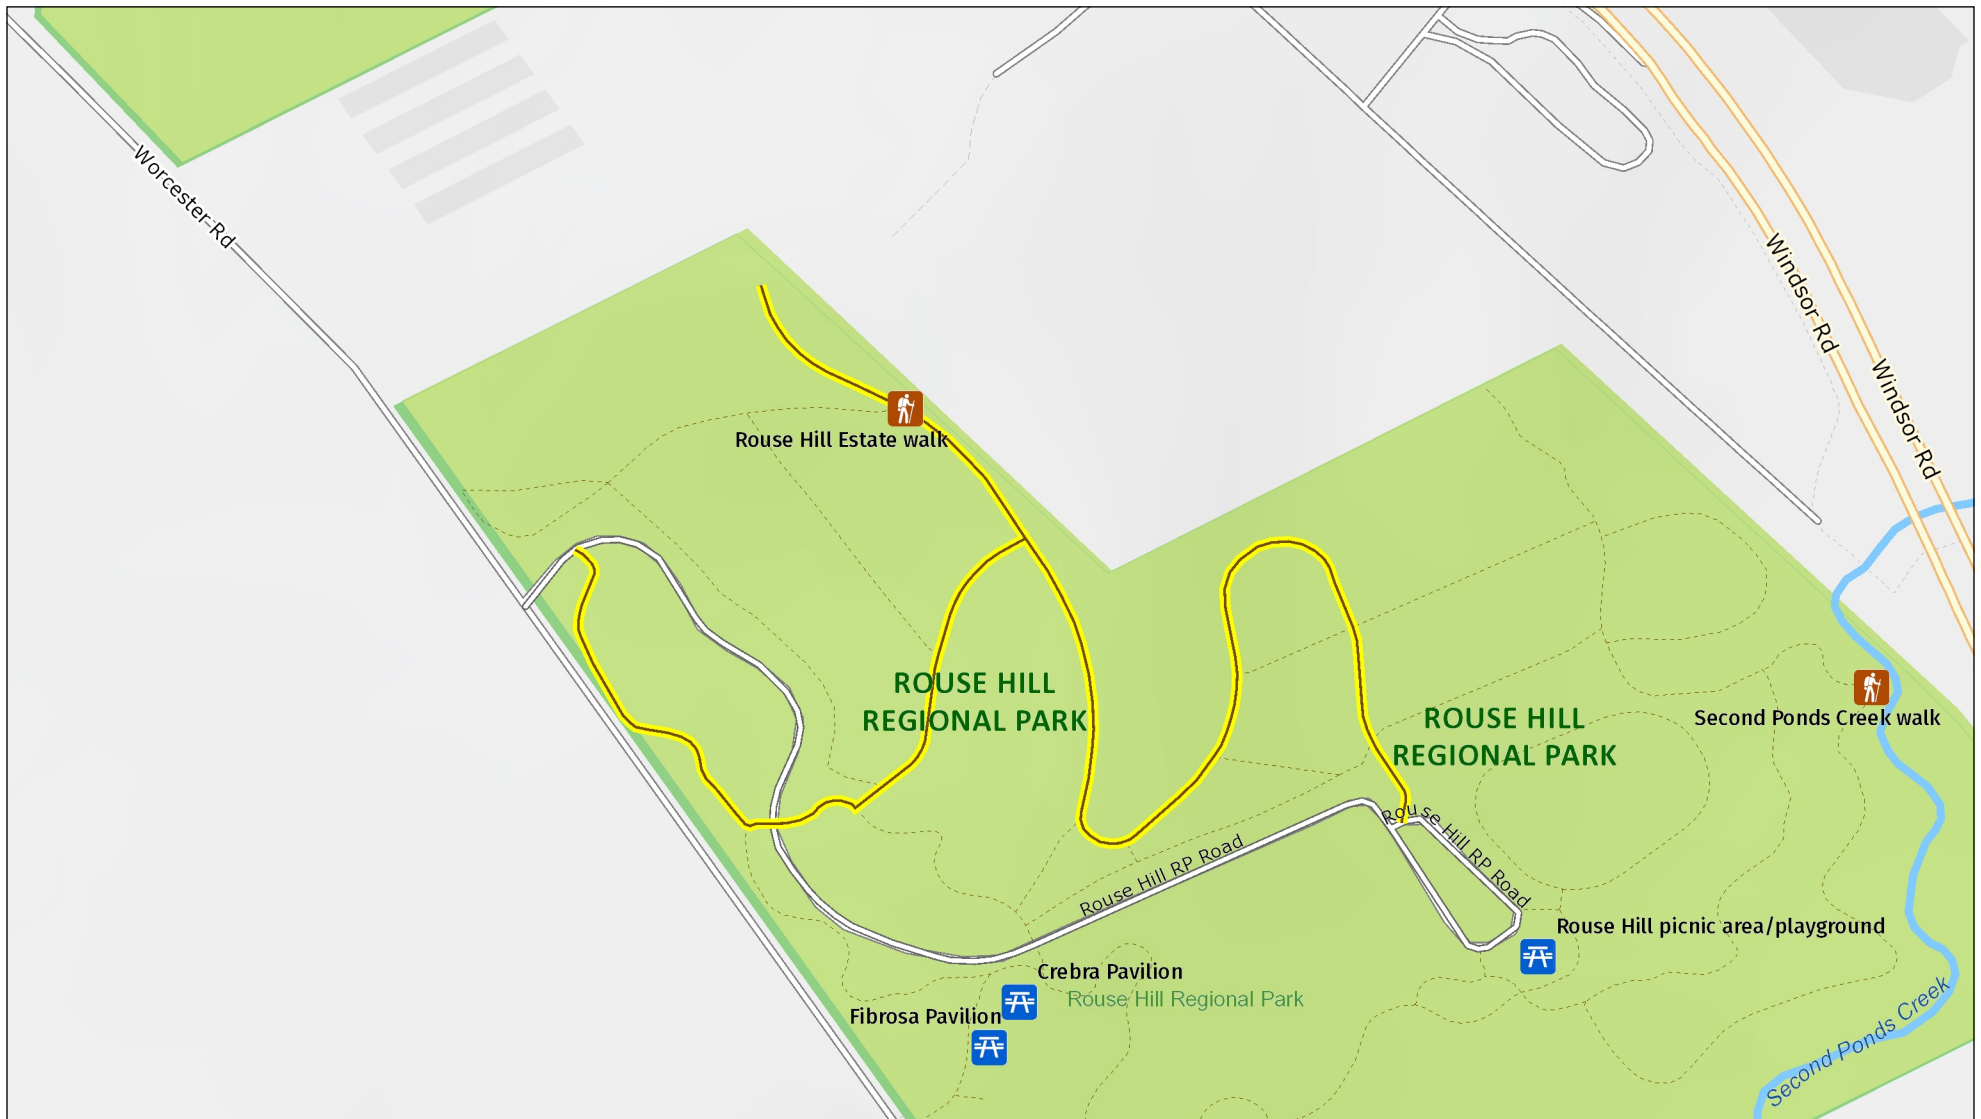 Worcester Rd
Windsor Rd
Windsor Rd
Rouse Hill Estate walk
ROUSE HILL
REGIONAL PARK
ROUSE HILL
REGIONAL PARK
Second Ponds Creek walk
Rouse Hill RP Road
Rouse Hill RP Road
Rouse Hill picnic area/playground
Crebra Pavilion
Rouse Hill Regional Park
Fibrosa Pavilion
Second Ponds Creek